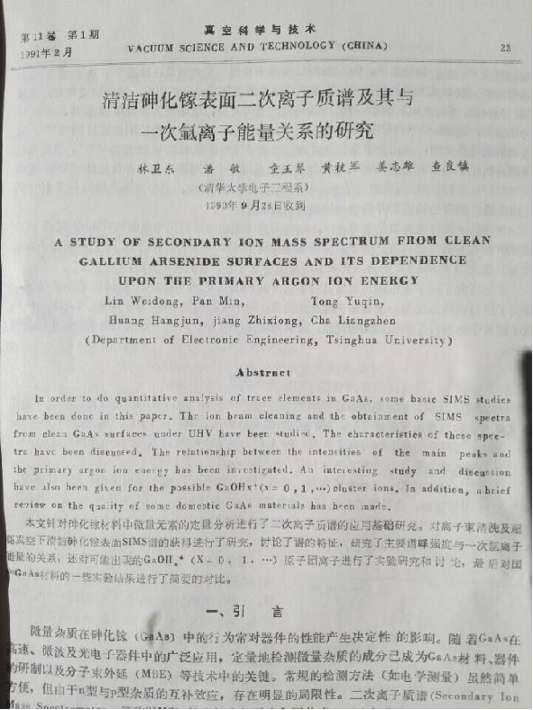 第11卷 第1期
真空科学与技术
1991年2月
VACUUM SCIENCE AND TECHNOLOGY (CHINA)
23
清洁砷化镓表面二次离子质谱及其与
一次氩离子能量关系的研究
林卫东 潘敏 童玉琴 黄杭军 姜志雄 查良镇
(清华大学电子工程系)
1990年9月28日收到
A STUDY OF SECONDARY ION MASS SPECTRUM FROM CLEAN
GALLIUM ARSENIDE SURFACES AND ITS DEPENDENCE
UPON THE PRIMARY ARGON ION ENERGY
Lin Weidong, Pan Min, Tong Yuqin,
Huang Hangjun, jiang Zhixiong, Cha Liangzhen
(Department of Electronic Engineering, Tsinghua University)
Abstract
In order to do quantitative analysis of trace elements in GaAs, some basic SIMS studies
have been done in this paper. The ion beam cleaning and the obtainment of SIMS spectra
from clean GaAs surfaces under UHV have been studied. The characteristics of these spec-
tra have been discussed. The relationship between the intensities of the main peaks and
the primary argon ion energy has been investigated. An interesting study and discussion
have also been given for the possible GaOHx⁺(x=0,1,…)cluster ions. In addition, a brief
review on the quality of some domestic GaAs materials has been made.
本文针对砷化镓材料中微量元素的定量分析进行了二次离子质谱的应用基础研究。对离子束清洗及超
高真空下清洁砷化镓表面SIMS谱的获得进行了研究,讨论了谱的特征,研究了主要谱峰强度与一次氩离子
能量的关系,还对可能出现的GaOHₓ⁺ (X=0,1,…) 原子团离子进行了实验研究和讨论,最后对国
GaAs材料的一些实验结果进行了简要的对比。
一、引 言
微量杂质在砷化镓(GaAs)中的行为常对器件的性能产生决定性的影响。随着GaAs在
高速、微波及光电子器件中的广泛应用,定量地检测微量杂质的成分已成为GaAs材料、器件
的研制以及分子束外延(MBE)等技术中的关键。常规的检测方法(如电学测量)虽然简单
方便,但由于n型与p型杂质的互补效应,存在明显的局限性。二次离子质谱(Secondary Ion
Mass Spectrometry